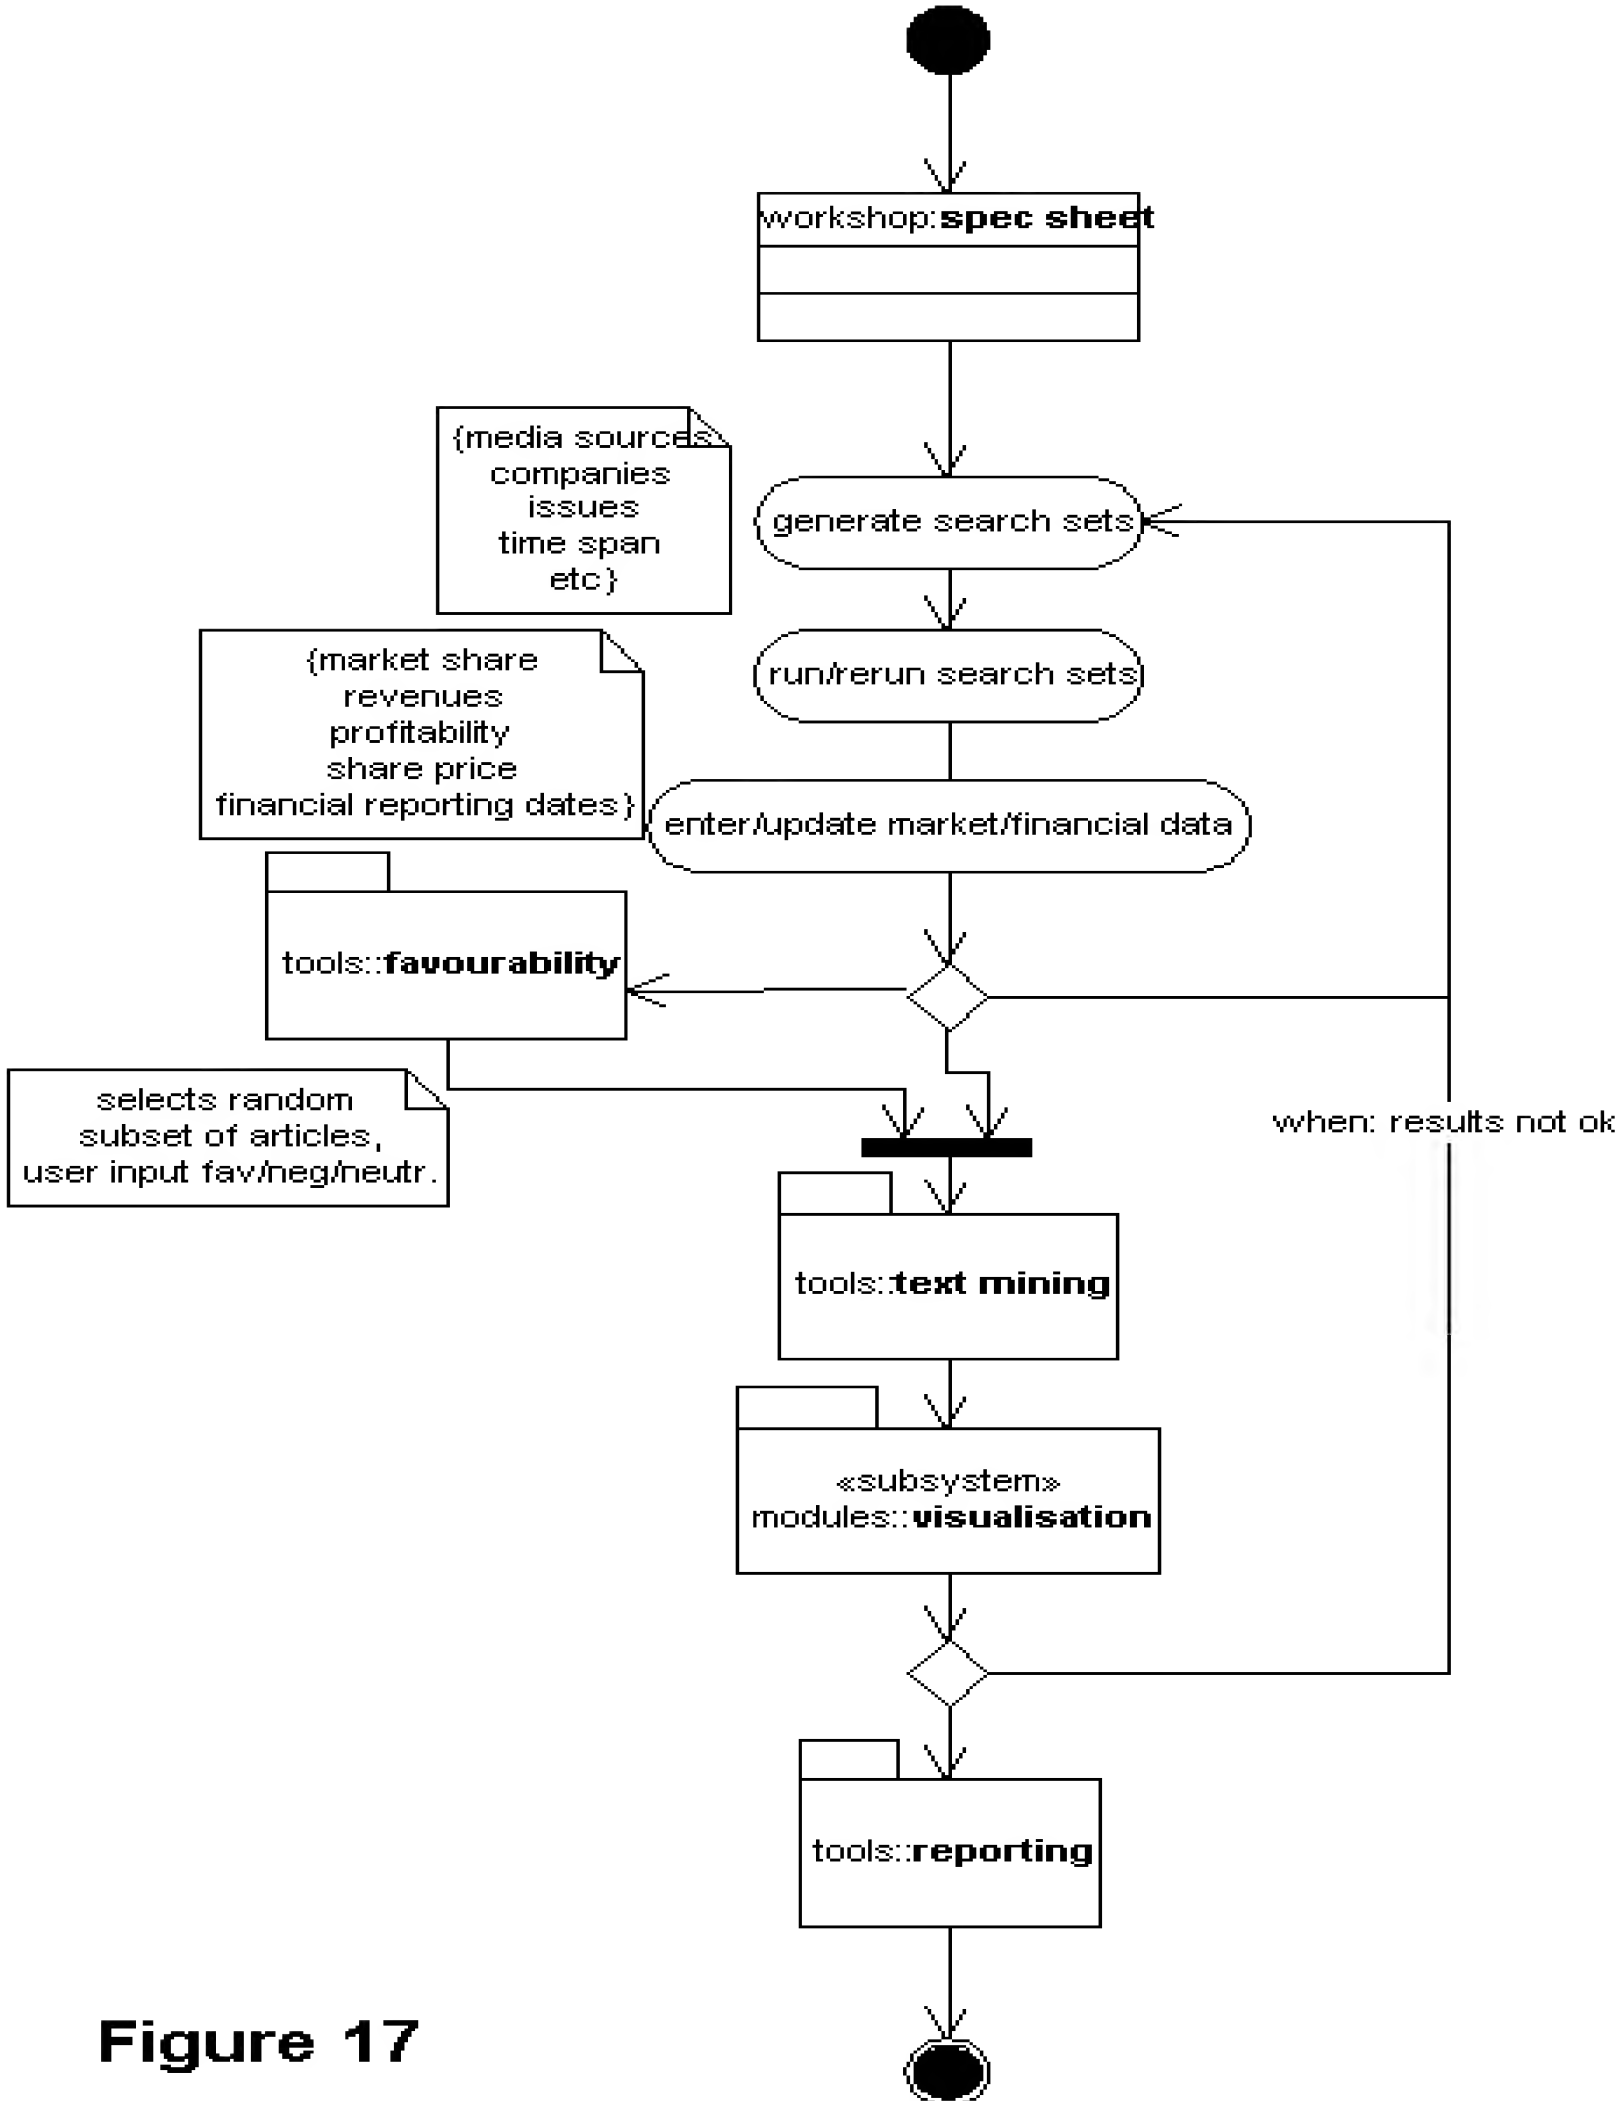 workshop:spec sheet
{media sources
companies
issues
time span
etc}
generate search sets
{market share
revenues
profitability
share price
financial reporting dates}
run/rerun search sets
enter/update market/financial data
tools::favourability
selects random
subset of articles,
user input fav/neg/neutr.
when: results not ok
tools::text mining
«subsystem»
modules::visualisation
tools::reporting
Figure 17